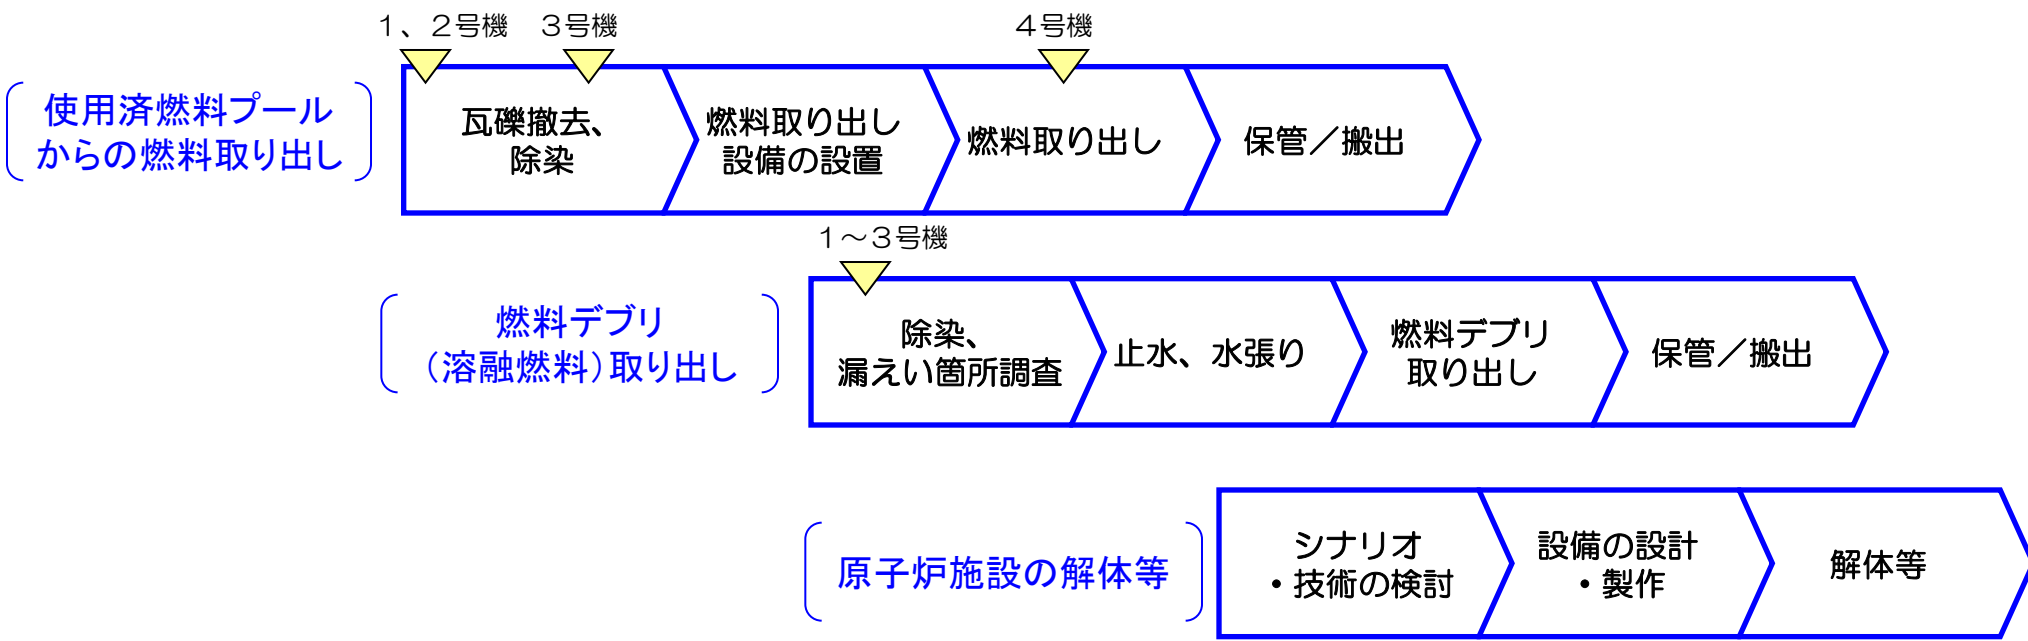 １、２号機
３号機
４号機
使用済燃料プール
からの燃料取り出し
瓦礫撤去、
除染
燃料取り出し
設備の設置
燃料取り出し
保管／搬出
１～３号機
燃料デブリ
（溶融燃料）取り出し
除染、
漏えい箇所調査
止水、水張り
燃料デブリ
取り出し
保管／搬出
原子炉施設の解体等
シナリオ
・技術の検討
設備の設計
・製作
解体等